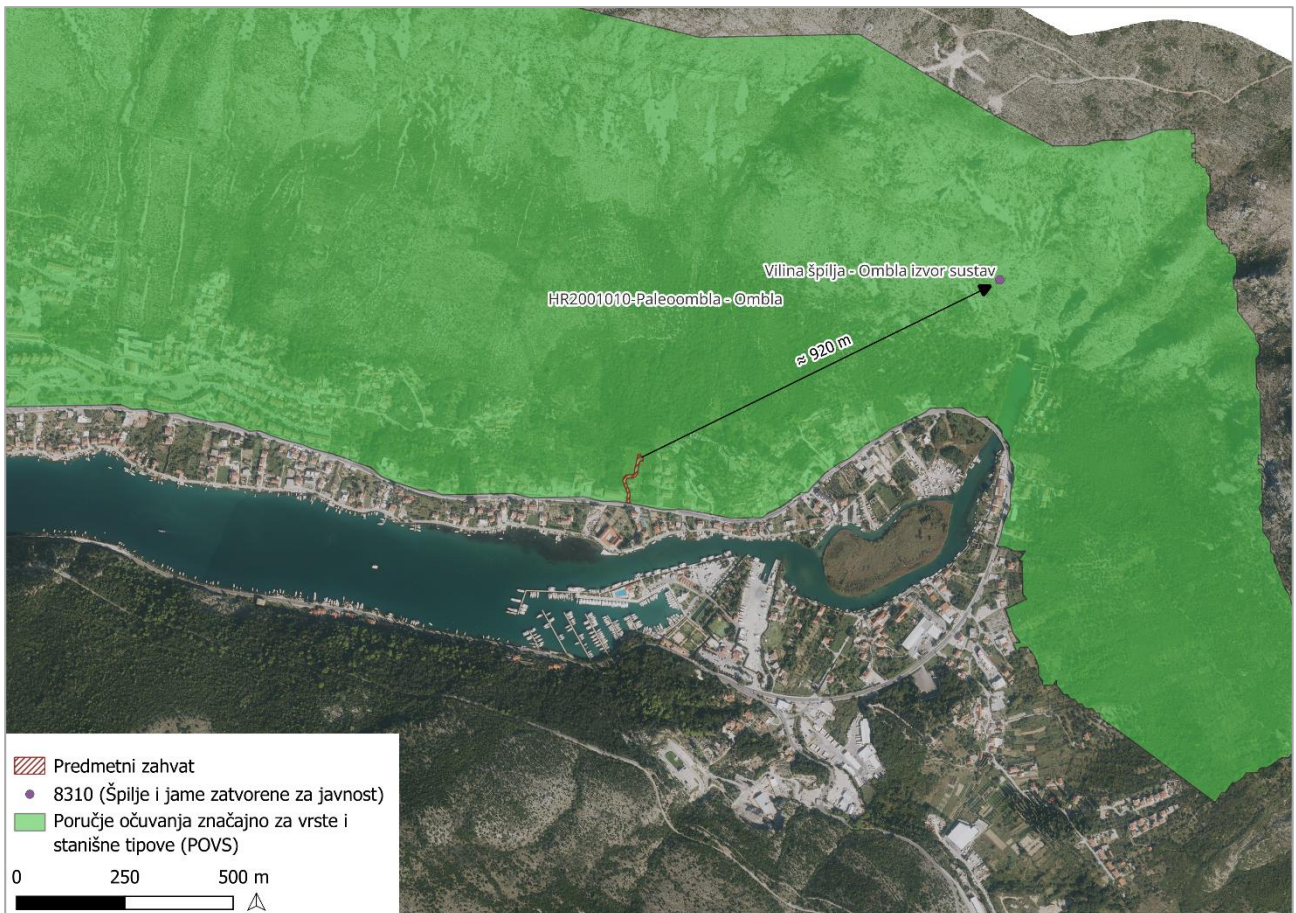 Vilina špilja - Ombla izvor sustav
HR2001010-Paleoombla - Ombla
≈ 920 m
Predmetni zahvat
8310 (Špilje i jame zatvorene za javnost)
Poručje očuvanja značajno za vrste i
stanišne tipove (POVS)
0 250 500 m